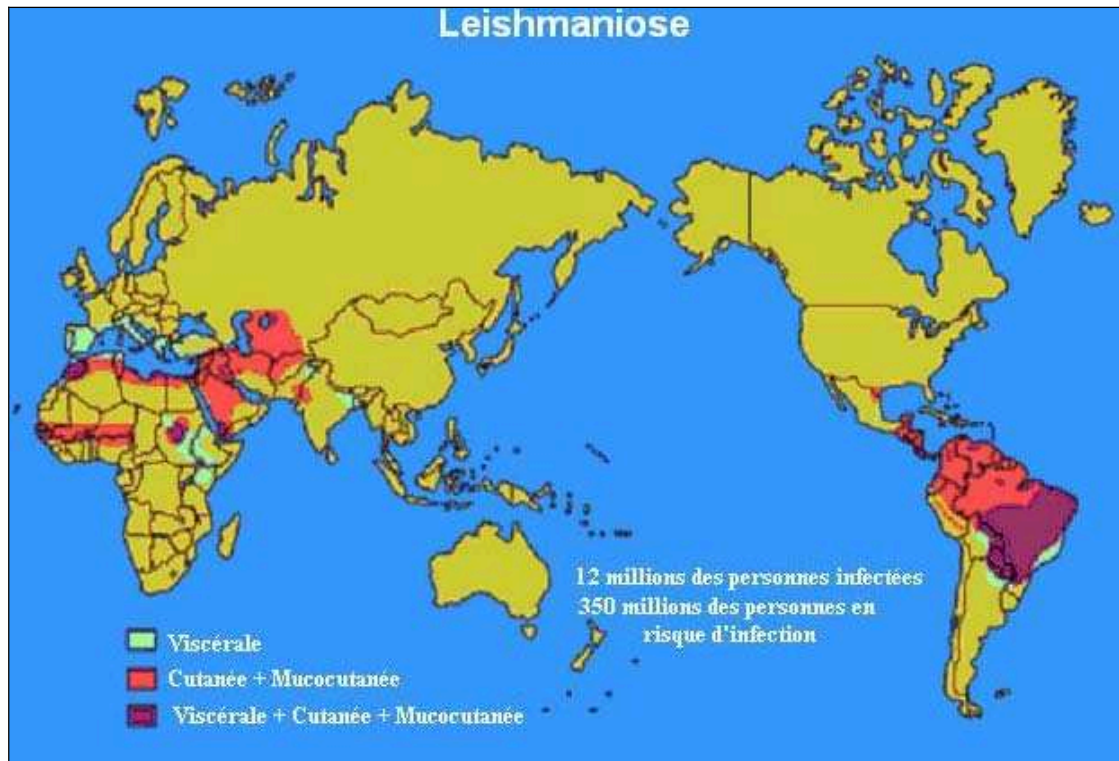 Leishmaniose
12 millions des personnes infectées
350 millions des personnes en
risque d'infection
Viscérale
Cutanée + Mucocutanée
Viscérale + Cutanée + Mucocutanée